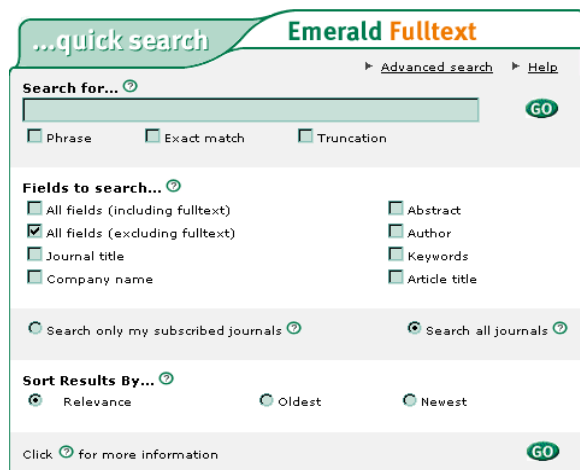 ...quick search
Emerald Fulltext
Advanced search Help
Search for... ?
GO
Phrase Exact match Truncation
Fields to search... ?
All fields (including fulltext) Abstract
All fields (excluding fulltext) Author
Journal title Keywords
Company name Article title
Search only my subscribed journals ? Search all journals ?
Sort Results By... ?
Relevance Oldest Newest
Click ? for more information GO